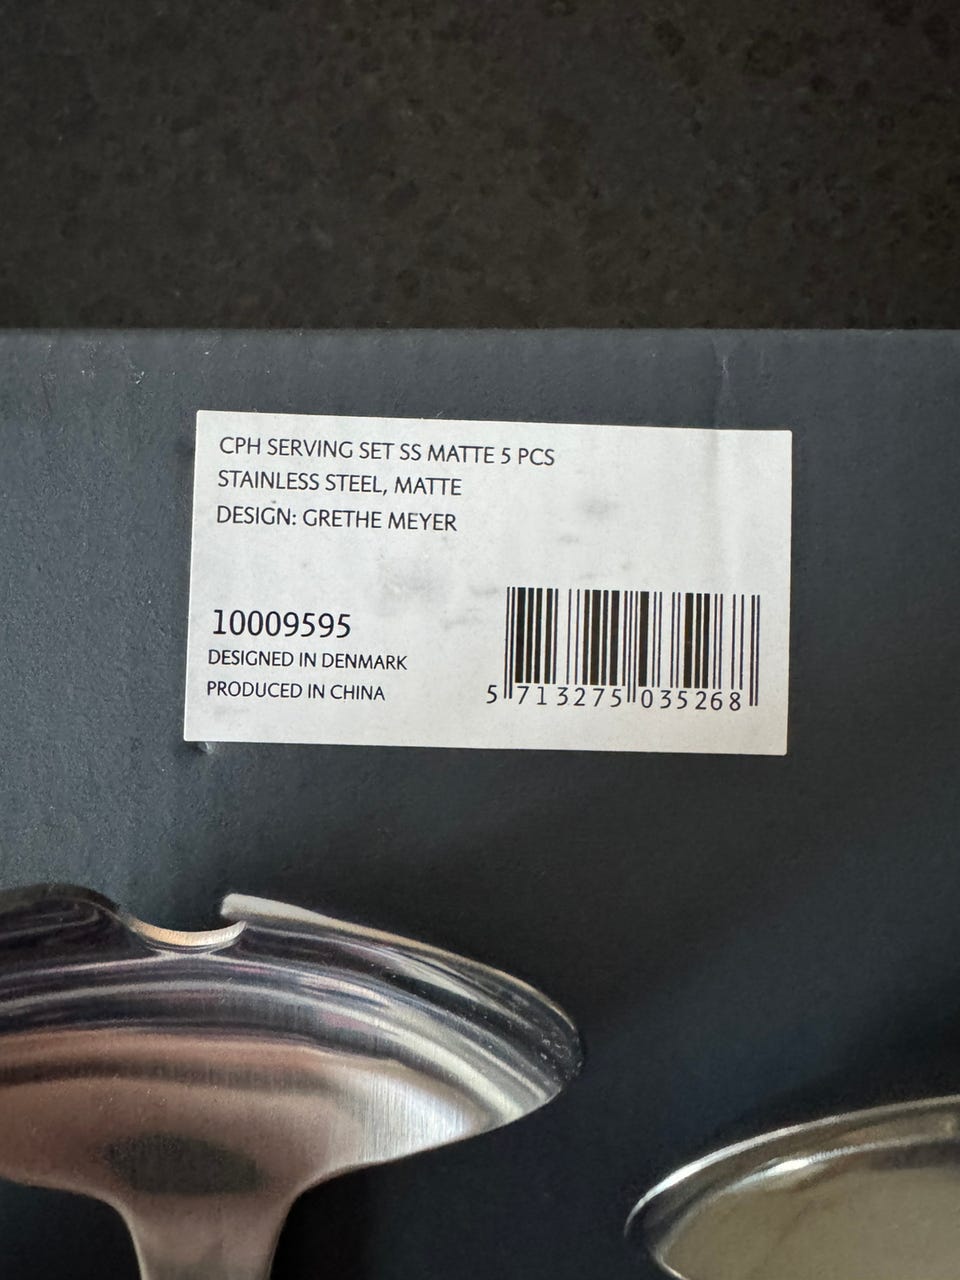 CPH SERVING SET SS MATTE 5 PCS
STAINLESS STEEL, MATTE
DESIGN: GRETHE MEYER
10009595
DESIGNED IN DENMARK
PRODUCED IN CHINA
5 713275 035268